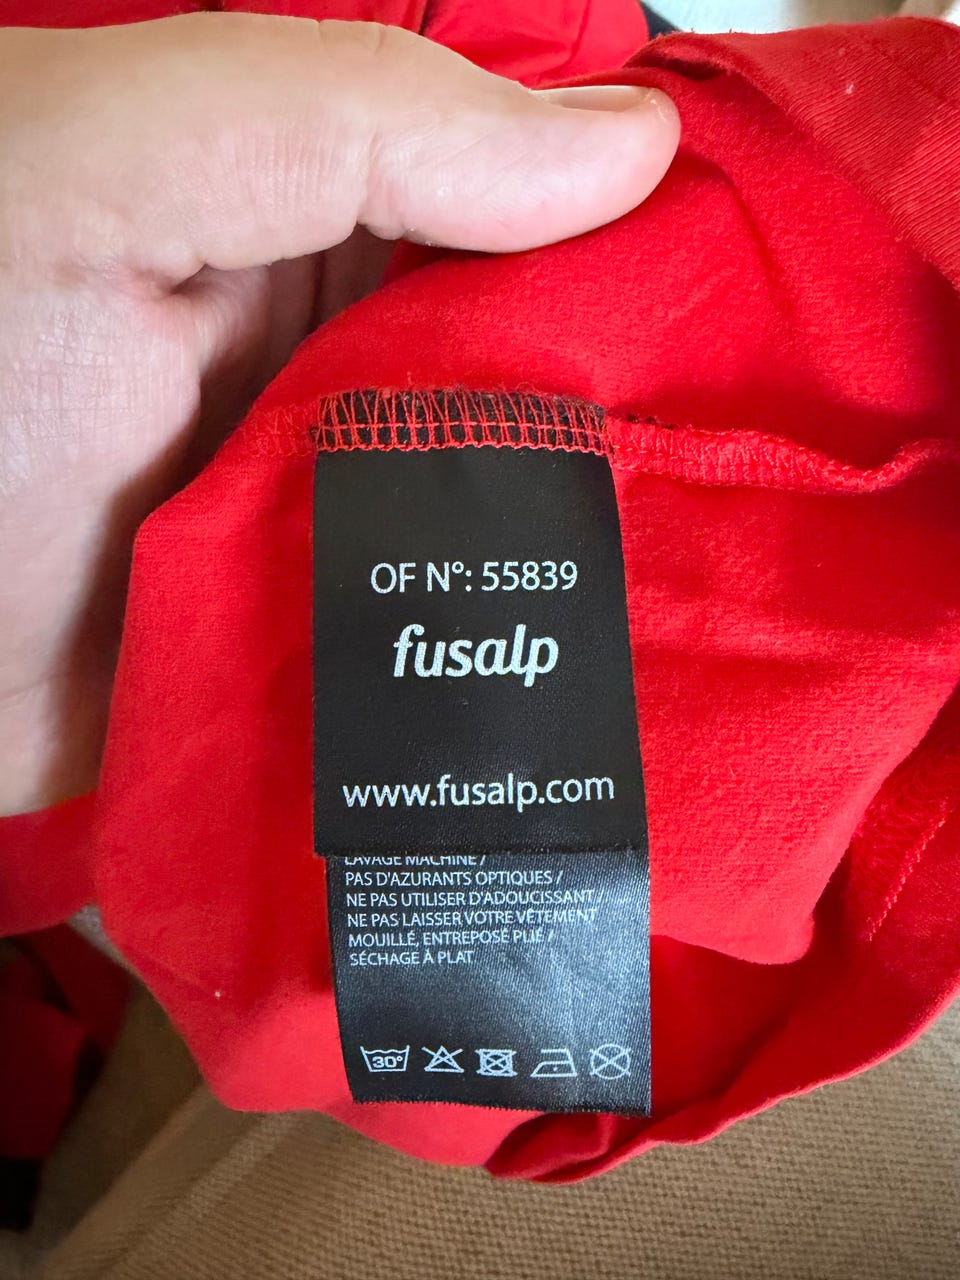 OF N°: 55839
fusalp
www.fusalp.com
LAVAGE MACHINE /
PAS D'AZURANTS OPTIQUES /
NE PAS UTILISER D'ADOUCISSANT /
NE PAS LAISSER VOTRE VÊTEMENT
MOUILLÉ, ENTREPOSÉ PLIÉ /
SÉCHAGE À PLAT
30°